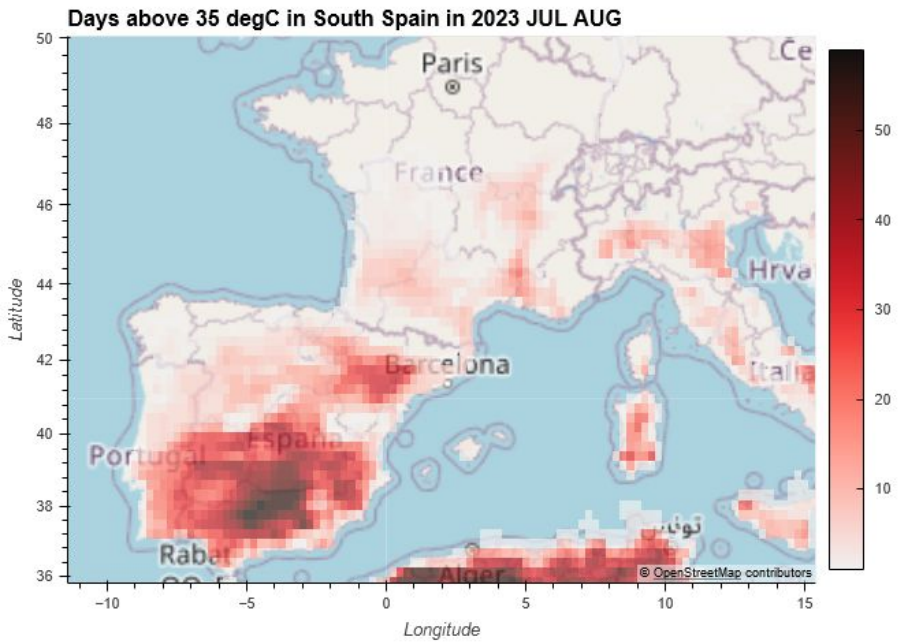 Days above 35 degC in South Spain in 2023 JUL AUG
50
48
46
44
42
40
38
36
Latitude
Paris
Če
France
Hrva
Barcelona
Italia
España
Portugal
تونس
Rabat
Alger
© OpenStreetMap contributors
−10
−5
0
5
10
15
Longitude
50
40
30
20
10